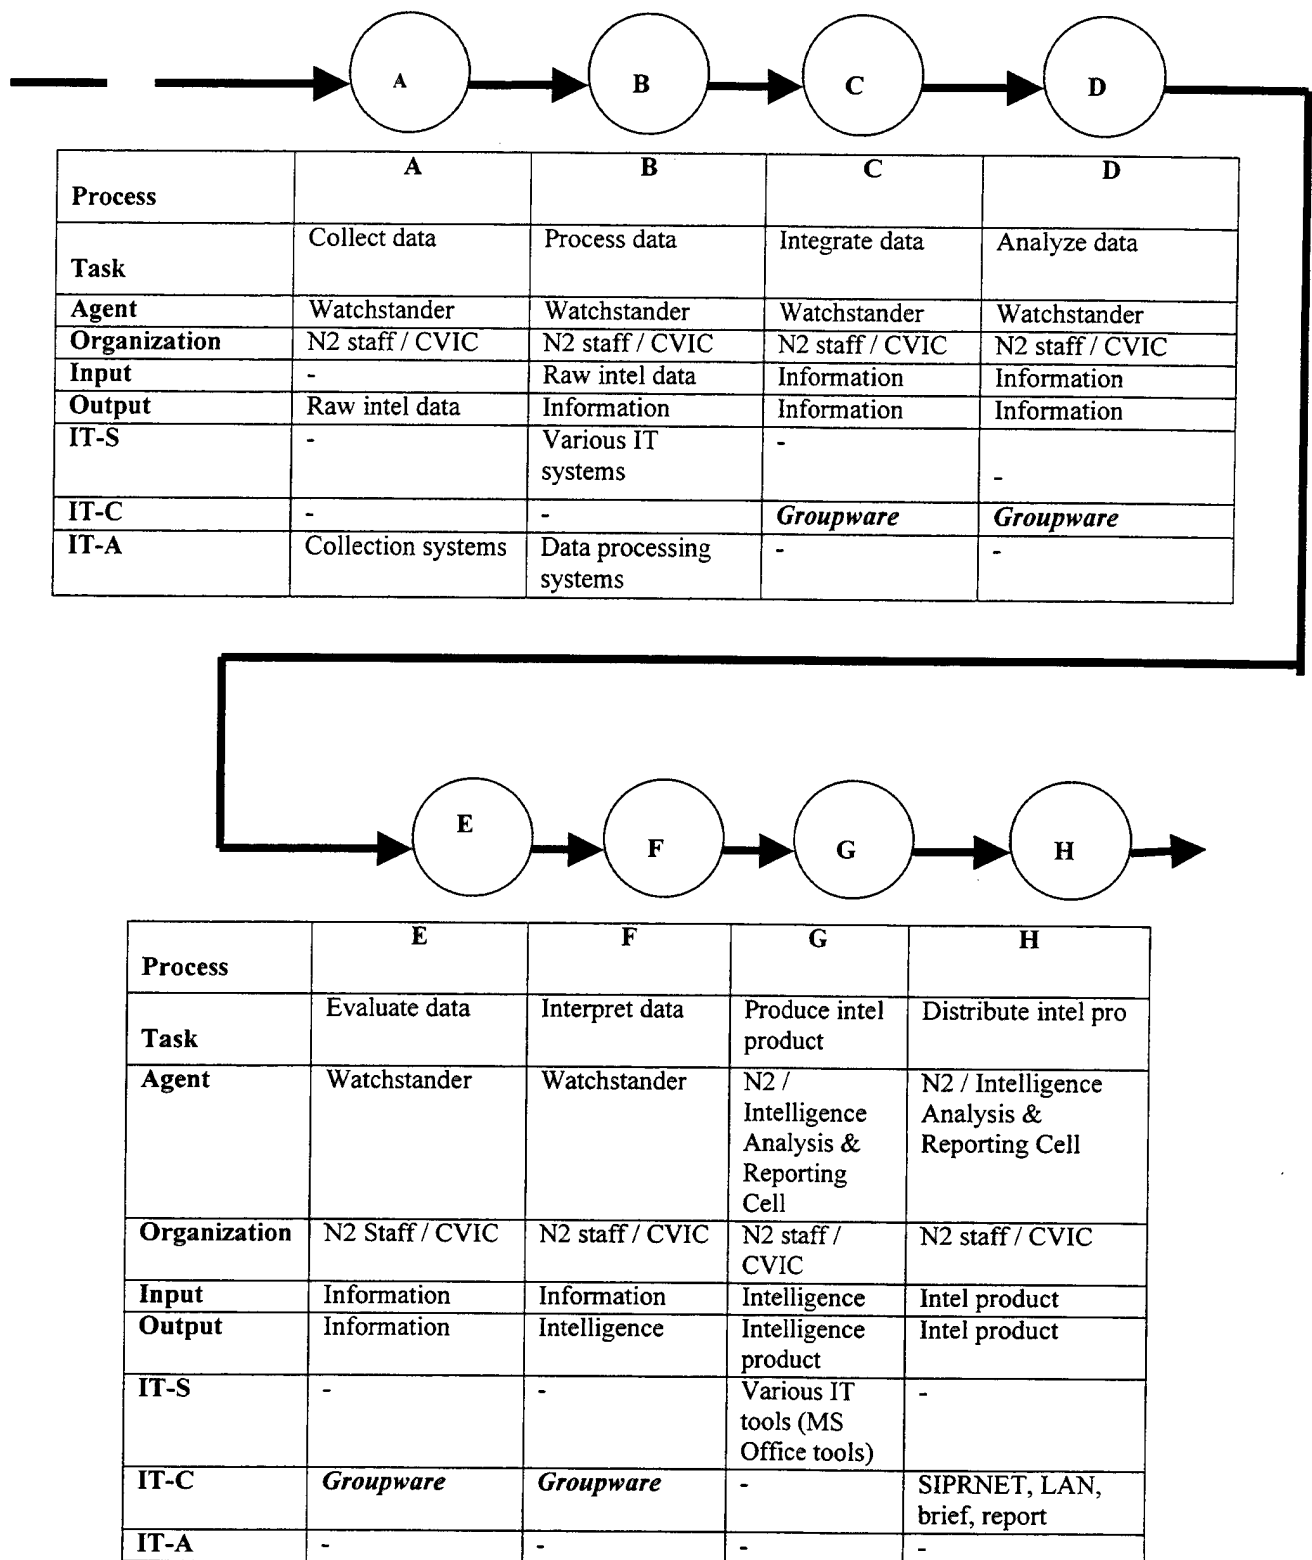 A B C D
Process A B C D
Task Collect data Process data Integrate data Analyze data
Agent Watchstander Watchstander Watchstander Watchstander
Organization N2 staff / CVIC N2 staff / CVIC N2 staff / CVIC N2 staff / CVIC
Input - Raw intel data Information Information
Output Raw intel data Information Information Information
IT-S - Various IT - -
systems
IT-C - - Groupware Groupware
IT-A Collection systems Data processing - -
systems
E F G H
Process E F G H
Task Evaluate data Interpret data Produce intel Distribute intel pro
product
Agent Watchstander Watchstander N2 / N2 / Intelligence
Intelligence Analysis &
Analysis & Reporting Cell
Reporting
Cell
Organization N2 Staff / CVIC N2 staff / CVIC N2 staff / N2 staff / CVIC
CVIC
Input Information Information Intelligence Intel product
Output Information Intelligence Intelligence Intel product
product
IT-S - - Various IT -
tools (MS
Office tools)
IT-C Groupware Groupware - SIPRNET, LAN,
brief, report
IT-A - - - -